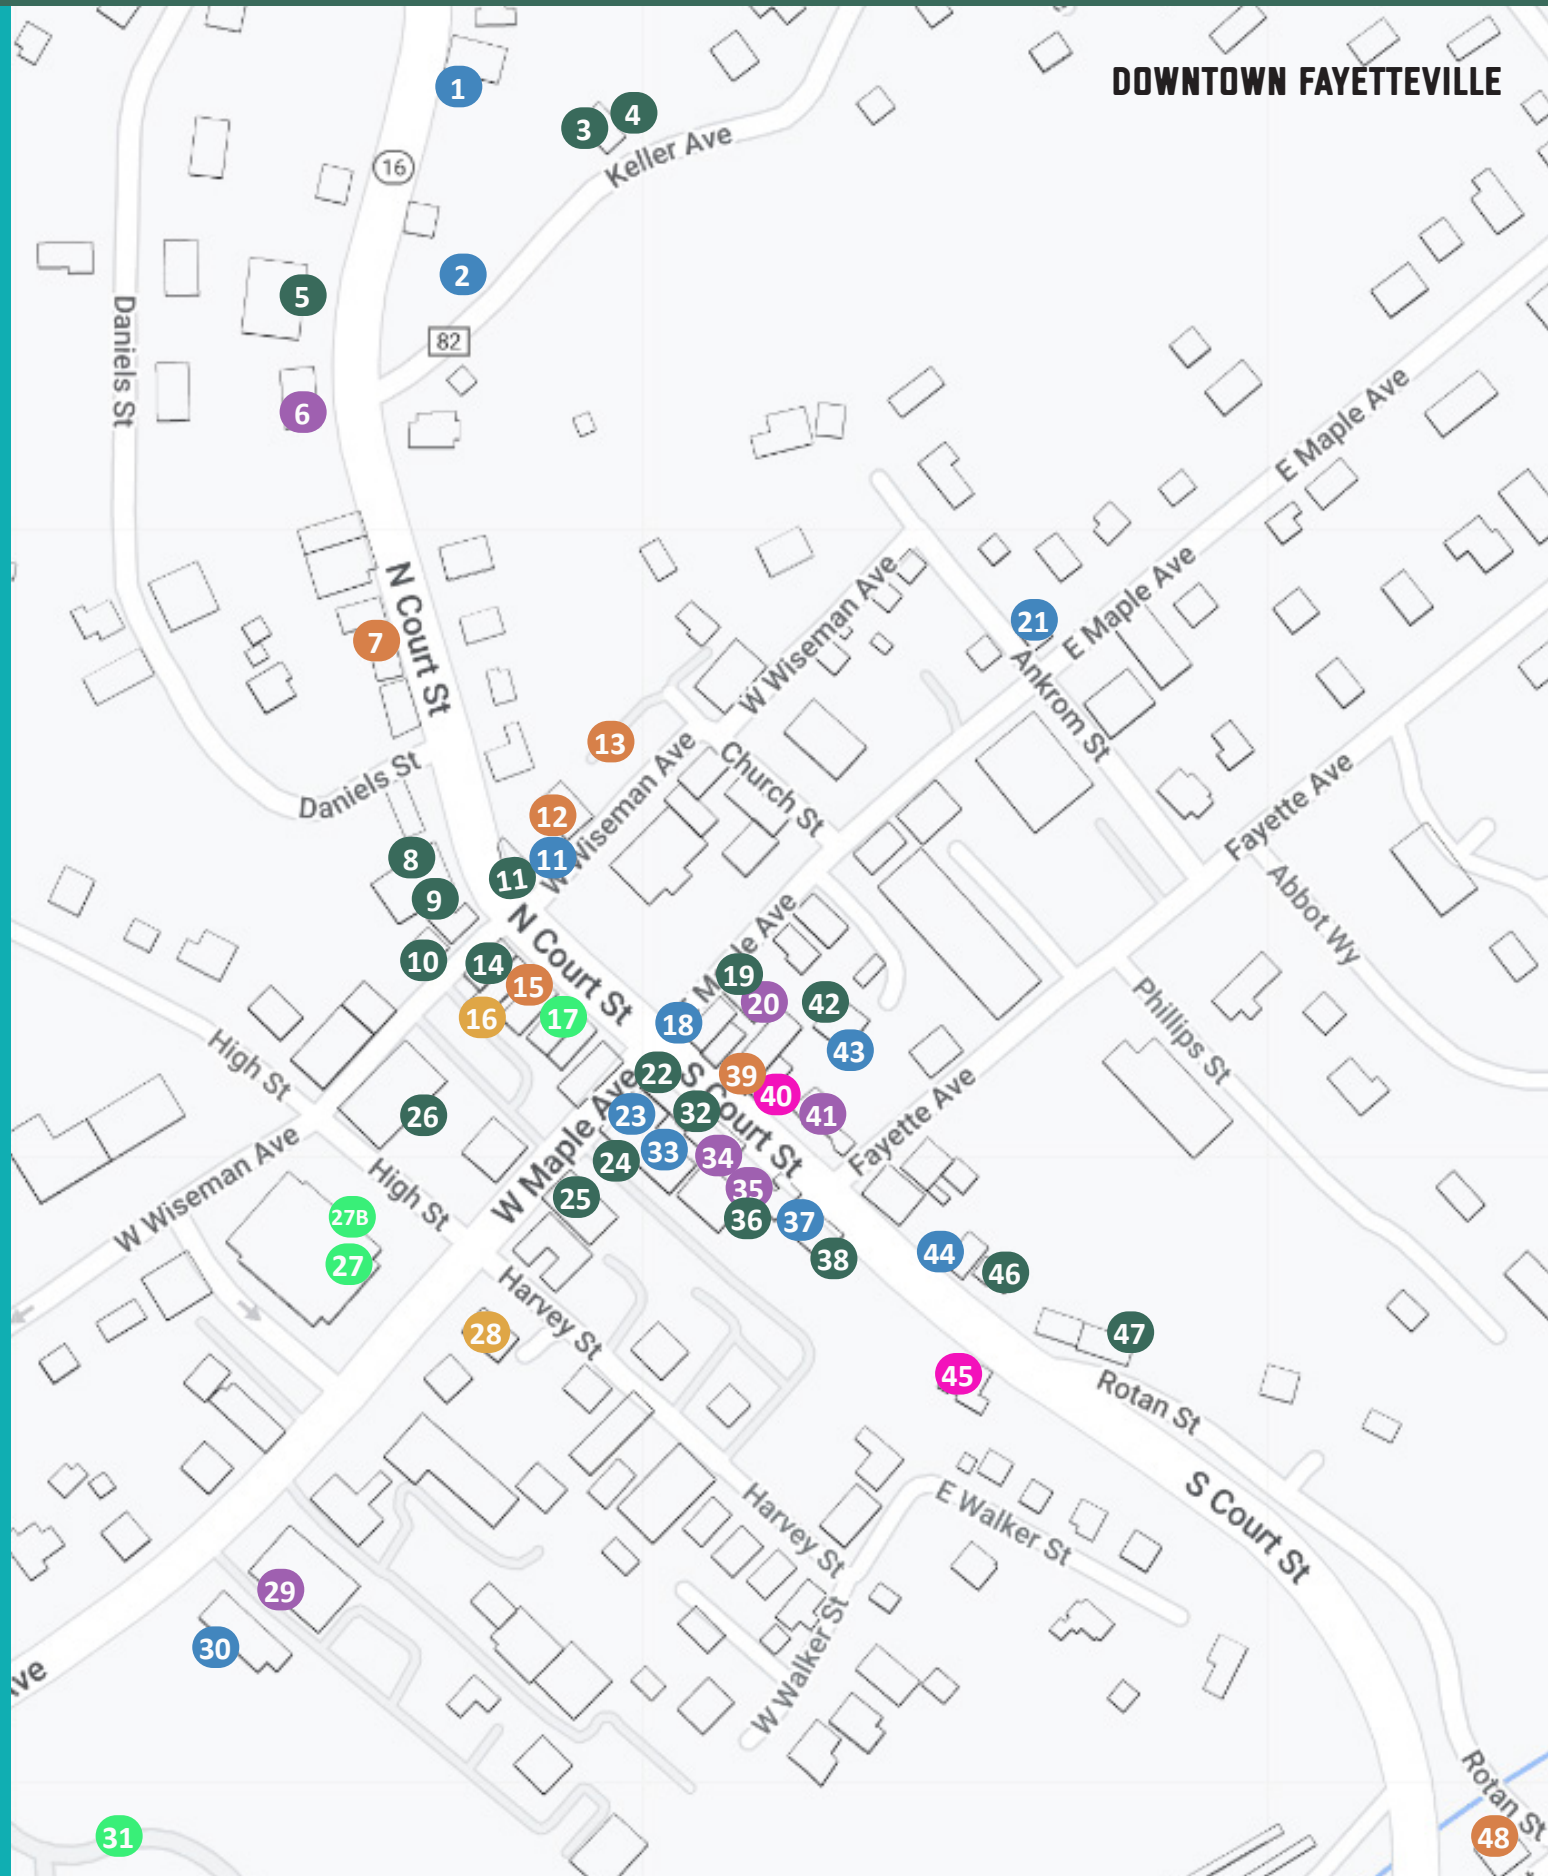 DOWNTOWN FAYETTEVILLE
1
4
3
Keller Ave
16
2
5
82
Daniels St
6
E Maple Ave
N Court St
W Wiseman Ave
E Maple Ave
21
7
Ankrom St
13
W Wiseman Ave
Church St
Daniels St
Fayette Ave
12
11
8
11
9
Abbot Wy
N Court St
Maple Ave
10
14
19
15
20
42
16
17
18
Phillips St
High St
43
22
39
S Court St
40
26
23
32
41
Fayette Ave
W Maple Ave
33
34
24
W Wiseman Ave
High St
35
25
27B
36
37
27
38
44
46
Harvey St
28
47
45
Rotan St
Harvey St
E Walker St
S Court St
29
W Walker St
30
ve
Rotan St
31
48